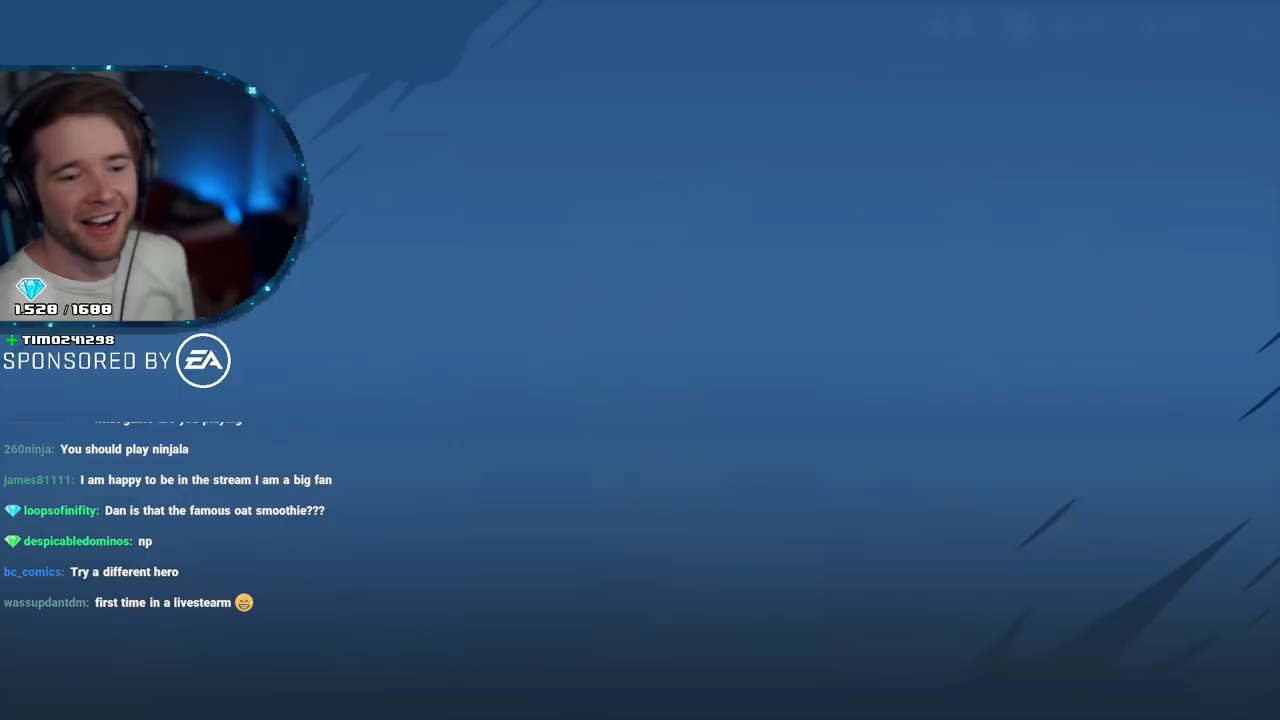 1.528 / 1600
+ TIMO241298
SPONSORED BY EA
260ninja: You should play ninjala
james81111: I am happy to be in the stream I am a big fan
loopsofinifity: Dan is that the famous oat smoothie???
despicabledominos: np
bc_comics: Try a different hero
wassupdantdm: first time in a livestearm 😄